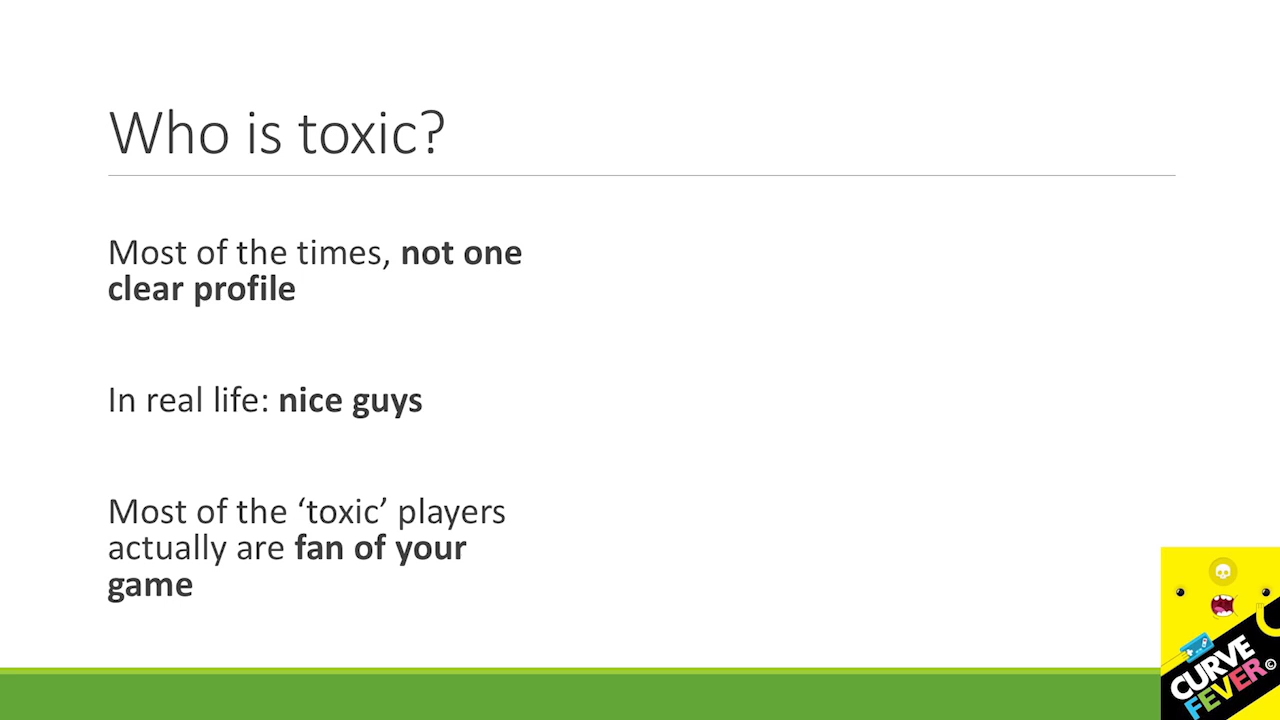 Who is toxic?
Most of the times, not one
clear profile
In real life: nice guys
Most of the ‘toxic’ players
actually are fan of your
game
CURVE
FEVER©